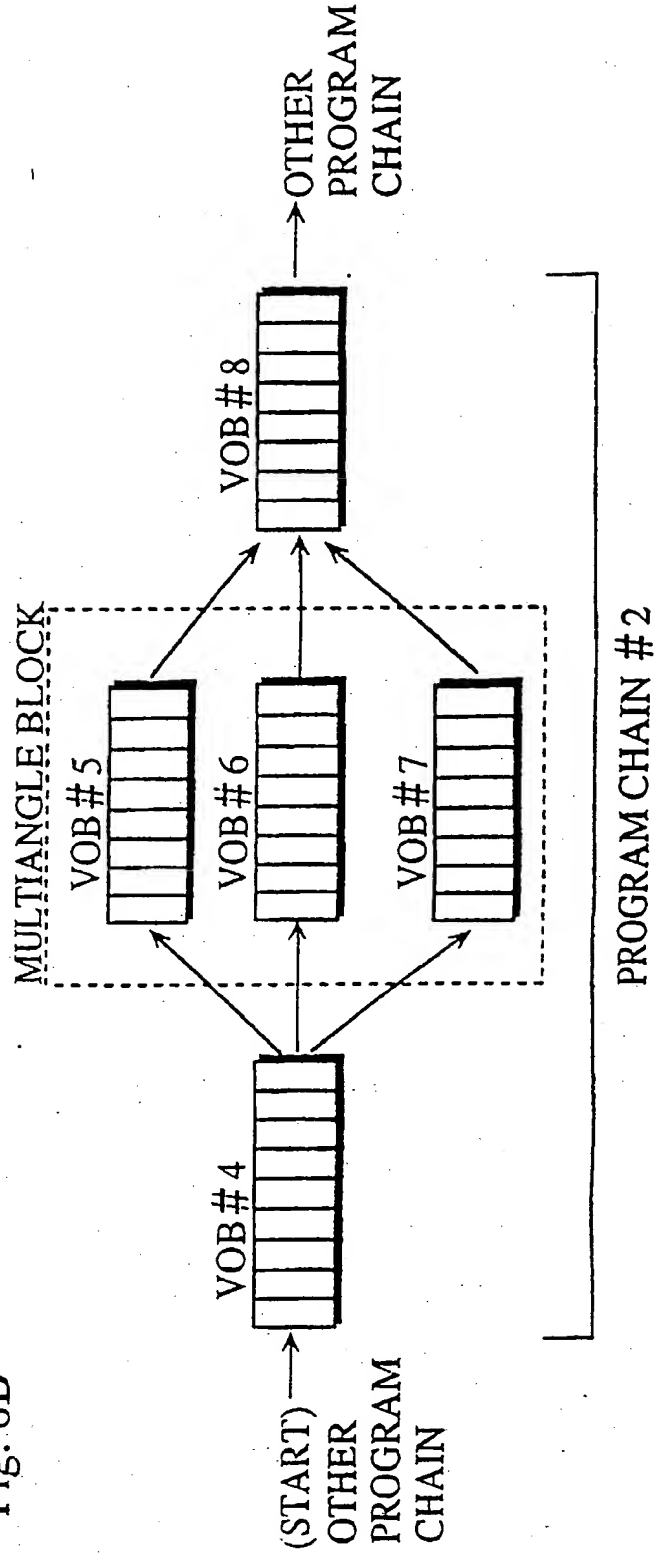 Fig.
(START)
OTHER
PROGRAM
CHAIN
VOB#4
MULTIANGLE BLOCK
VOB#5
VOB#6
VOB#7
VOB#8
OTHER
PROGRAM
CHAIN
PROGRAM CHAIN #2